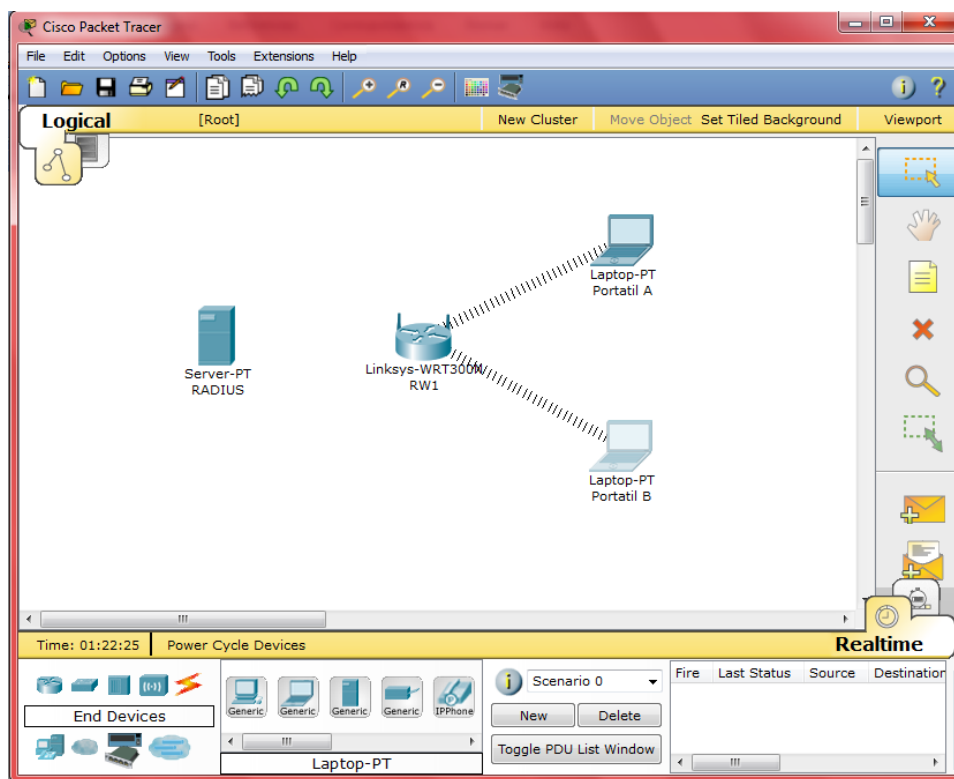 Cisco Packet Tracer
File Edit Options View Tools Extensions Help
Logical [Root] New Cluster Move Object Set Tiled Background Viewport
Laptop-PT
Portatil A
Server-PT
RADIUS
Linksys-WRT300N
RW1
Laptop-PT
Portatil B
Time: 01:22:25 Power Cycle Devices Realtime
End Devices
Generic Generic Generic Generic IPPhone
Laptop-PT
Scenario 0
New Delete
Toggle PDU List Window
Fire Last Status Source Destination